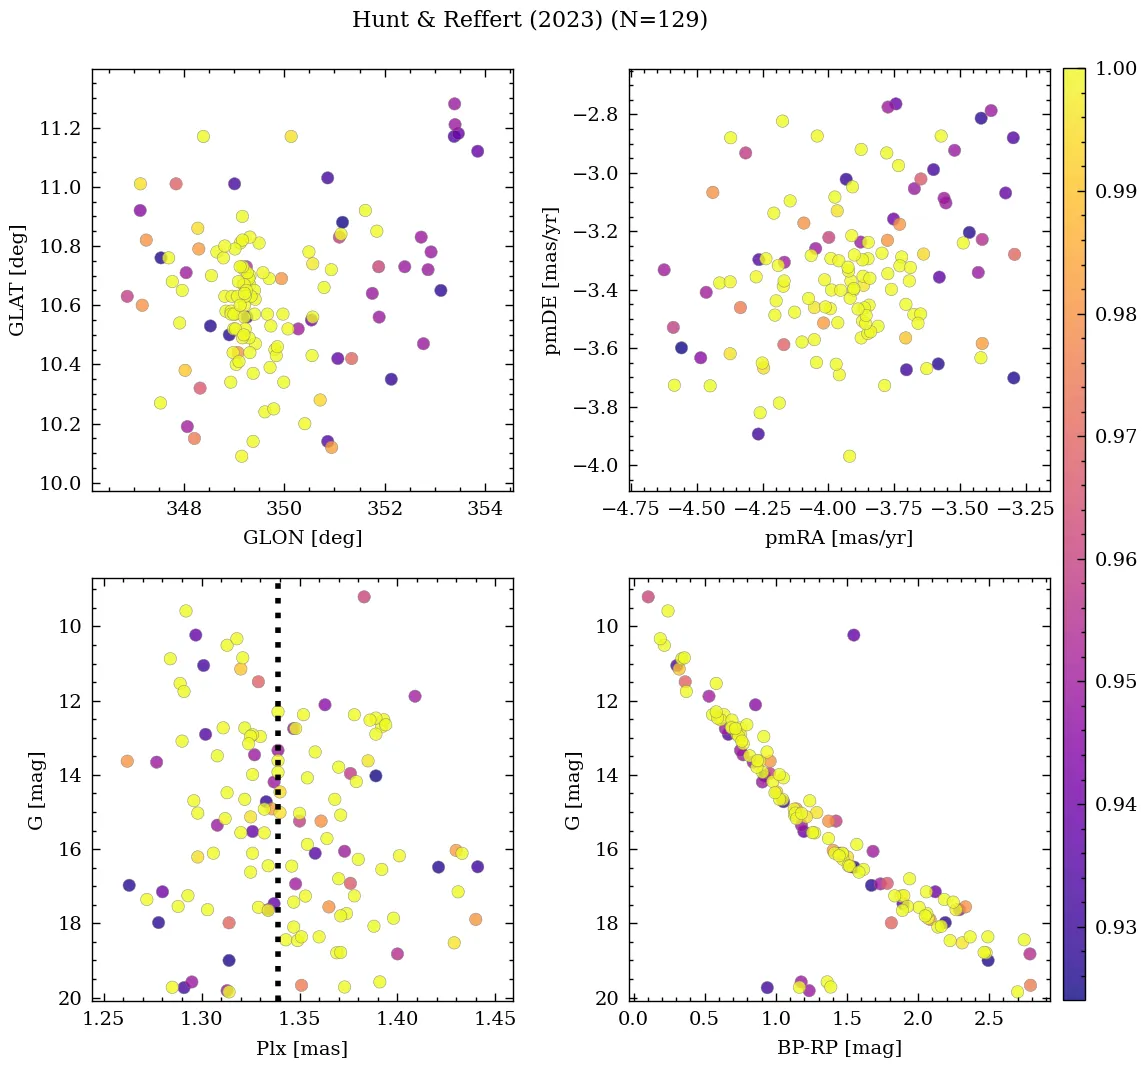 Hunt & Reffert (2023) (N=129)
11.2
11.0
10.8
10.6
10.4
10.2
10.0
GLAT [deg]
348 350 352 354
GLON [deg]
−2.8
−3.0
−3.2
−3.4
−3.6
−3.8
−4.0
pmDE [mas/yr]
−4.75 −4.50 −4.25 −4.00 −3.75 −3.50 −3.25
pmRA [mas/yr]
10
12
14
16
18
20
G [mag]
1.25 1.30 1.35 1.40 1.45
Plx [mas]
10
12
14
16
18
20
G [mag]
0.0 0.5 1.0 1.5 2.0 2.5
BP-RP [mag]
1.00
0.99
0.98
0.97
0.96
0.95
0.94
0.93